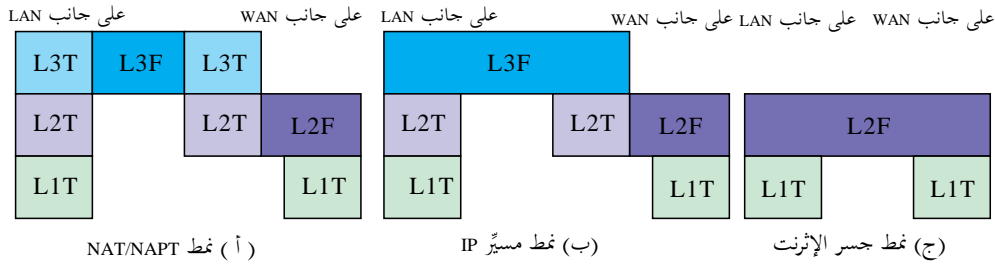 على جانب LAN
على جانب WAN
L3T L3F L3T
L2T L2T L2F
L1T L1T
( أ ) نمط NAT/NAPT
على جانب LAN
على جانب WAN
L3F
L2T L2T L2F
L1T L1T
(ب) نمط مسيِّر IP
على جانب LAN
على جانب WAN
L2F
L1T L1T
(ج) نمط جسر الإثرنت